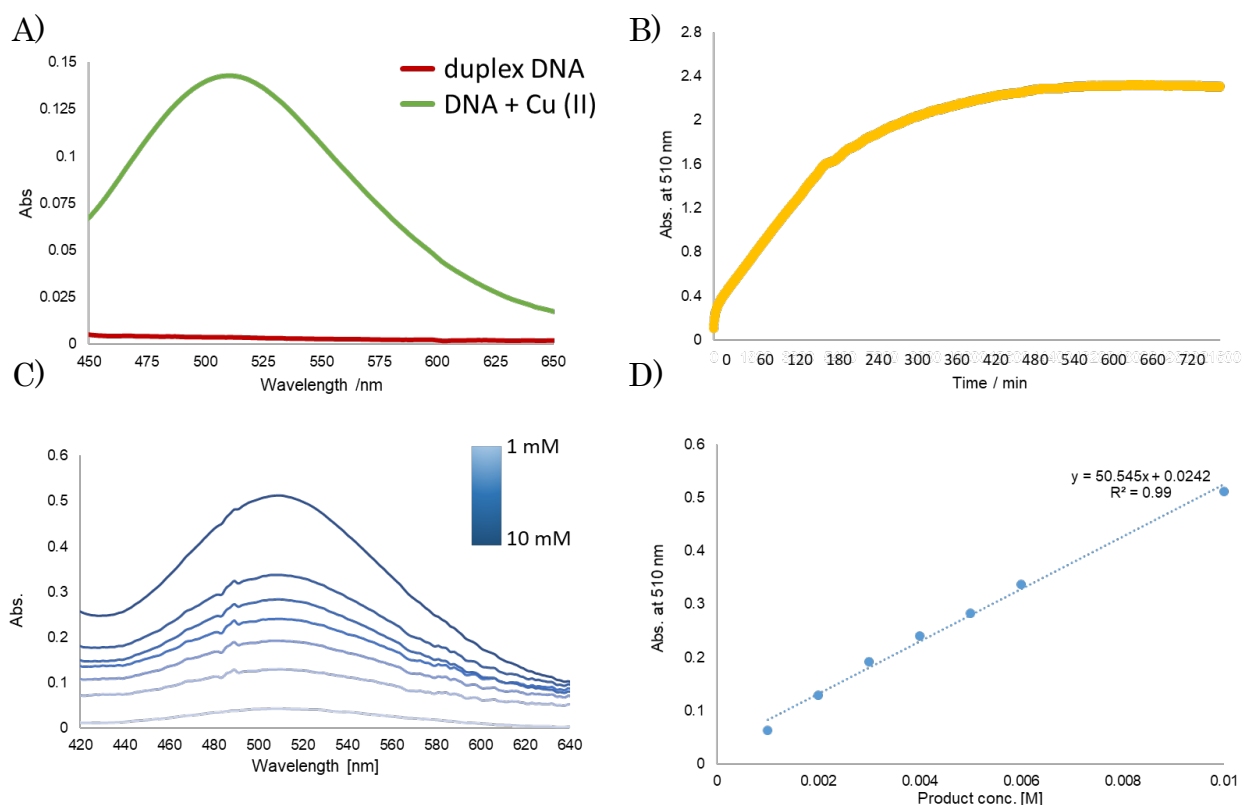 A)
0.15
0.125
0.1
0.075
0.05
0.025
0
Abs
450 475 500 525 550 575 600 625 650
Wavelength /nm
duplex DNA
DNA + Cu (II)
B)
2.8
2.4
2
1.6
1.2
0.8
0.4
0
Abs. at 510 nm
0 60 120 180 240 300 360 420 480 540 600 660 720
Time / min
C)
0.6
0.5
0.4
0.3
0.2
0.1
0
Abs.
420 440 460 480 500 520 540 560 580 600 620 640
Wavelength [nm]
1 mM
10 mM
D)
0.6
0.5
0.4
0.3
0.2
0.1
0
Abs. at 510 nm
0 0.002 0.004 0.006 0.008 0.01
Product conc. [M]
y = 50.545x + 0.0242
R² = 0.99